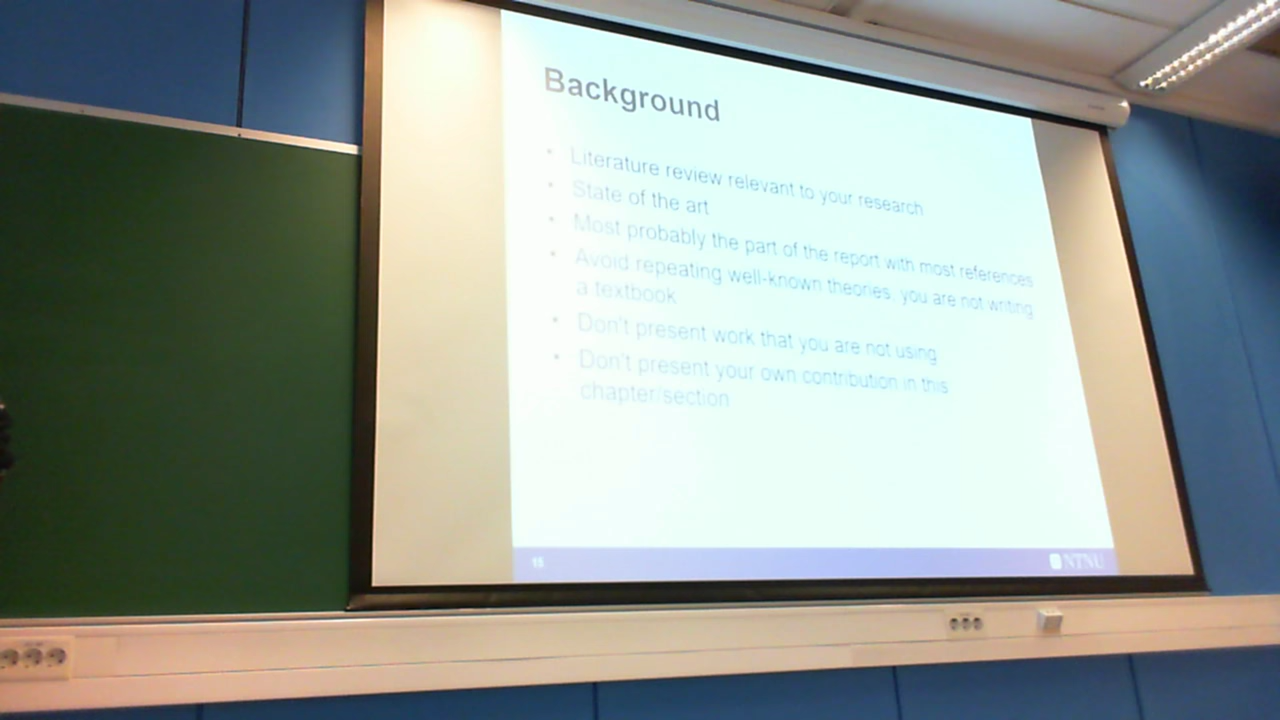 Background
• Literature review relevant to your research
• State of the art
• Most probably the part of the report with most references
• Avoid repeating well-known theories, you are not writing
a textbook
• Don't present work that you are not using
• Don't present your own contribution in this
chapter/section
15
NTNU